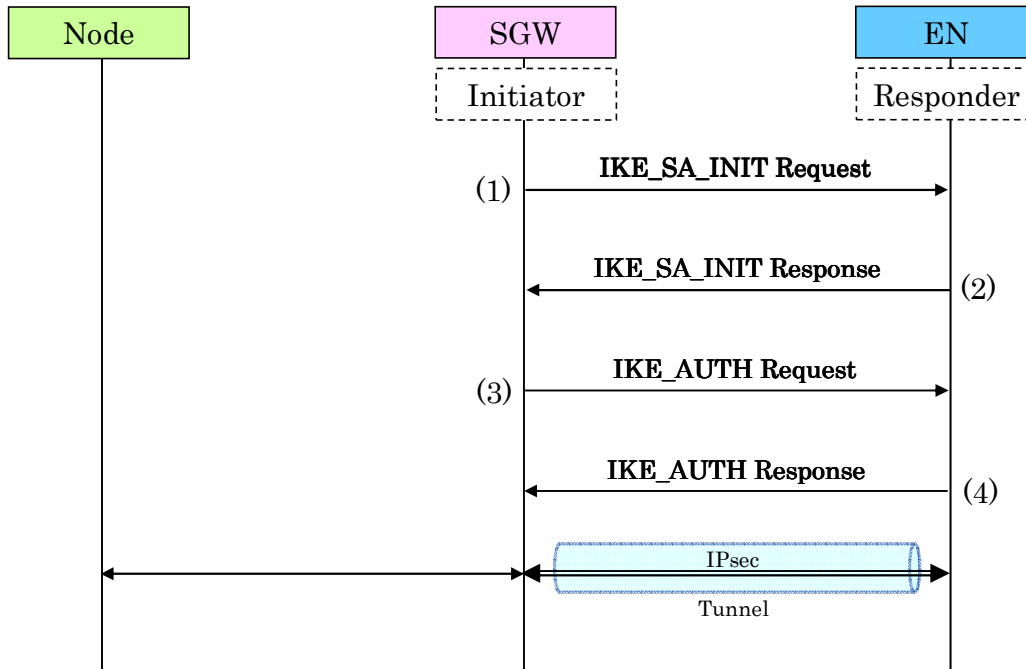 Node
SGW
EN
Initiator
Responder
IKE_SA_INIT Request
(1)
IKE_SA_INIT Response
(2)
IKE_AUTH Request
(3)
IKE_AUTH Response
(4)
IPsec
Tunnel